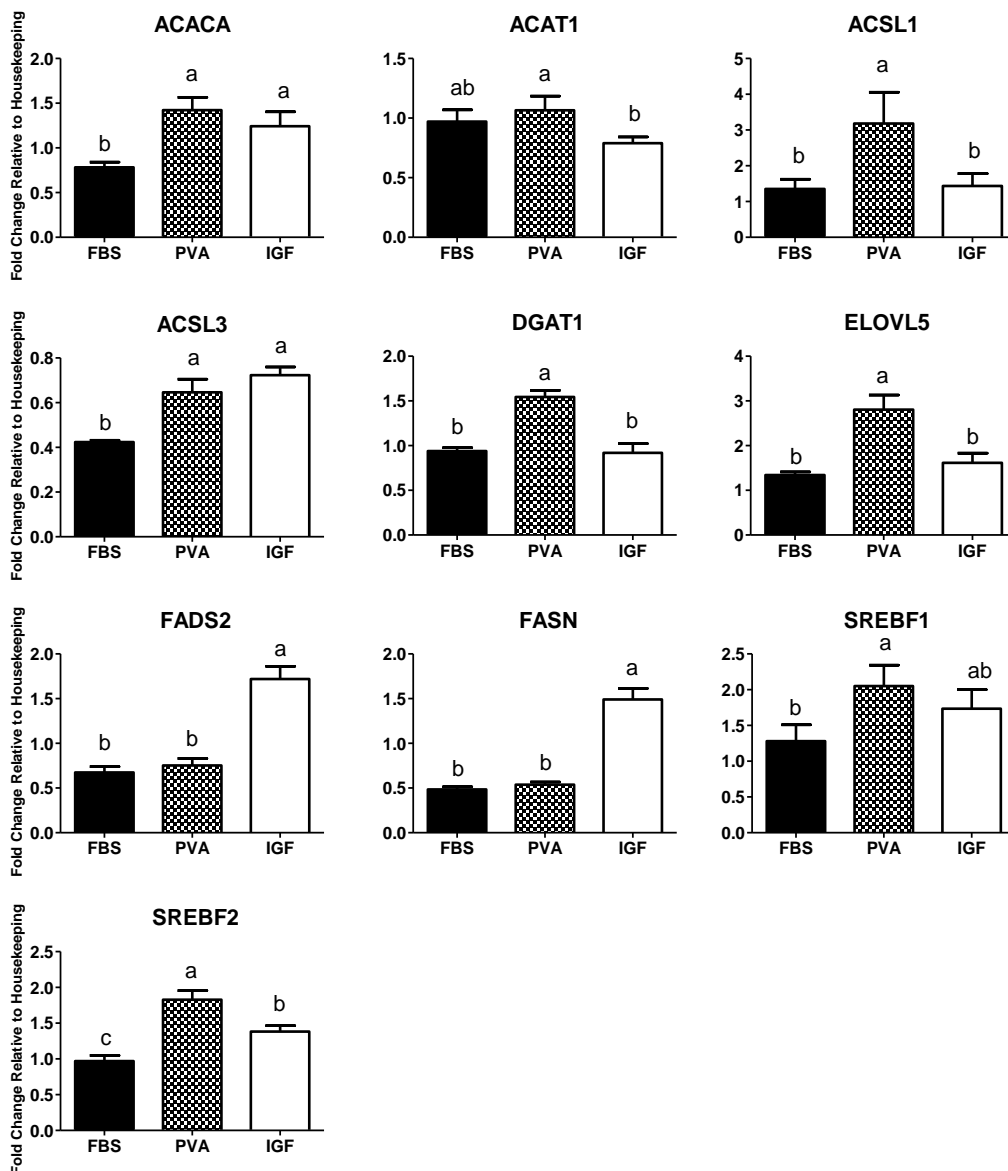 ACACA
Fold Change Relative to Housekeeping
2.0
1.5
1.0
0.5
0.0
b
a
a
FBS PVA IGF
ACAT1
1.5
1.0
0.5
0.0
ab
a
b
FBS PVA IGF
ACSL1
5
4
3
2
1
0
b
a
b
FBS PVA IGF
ACSL3
Fold Change Relative to Housekeeping
0.8
0.6
0.4
0.2
0.0
b
a
a
FBS PVA IGF
DGAT1
2.0
1.5
1.0
0.5
0.0
b
a
b
FBS PVA IGF
ELOVL5
4
3
2
1
0
b
a
b
FBS PVA IGF
FADS2
Fold Change Relative to Housekeeping
2.0
1.5
1.0
0.5
0.0
b
b
a
FBS PVA IGF
FASN
2.0
1.5
1.0
0.5
0.0
b
b
a
FBS PVA IGF
SREBF1
2.5
2.0
1.5
1.0
0.5
0.0
b
a
ab
FBS PVA IGF
SREBF2
Fold Change Relative to Housekeeping
2.5
2.0
1.5
1.0
0.5
0.0
c
a
b
FBS PVA IGF